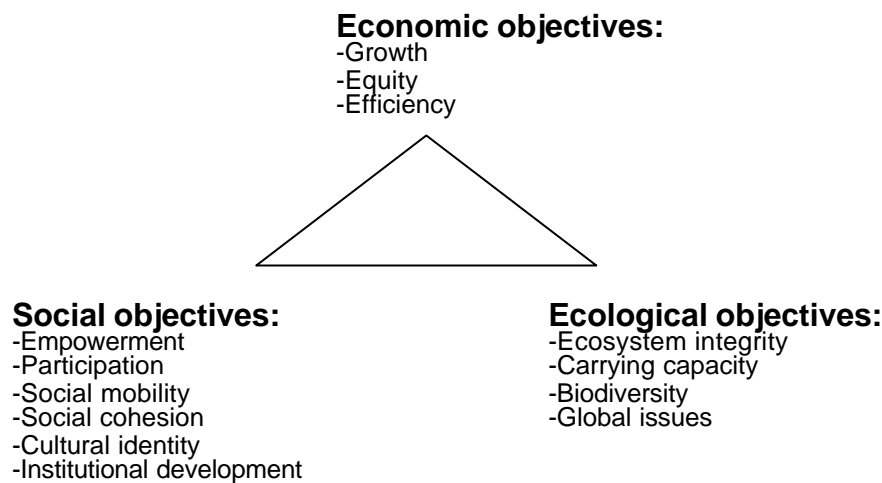 Economic objectives:
-Growth
-Equity
-Efficiency
Social objectives:
-Empowerment
-Participation
-Social mobility
-Social cohesion
-Cultural identity
-Institutional development
Ecological objectives:
-Ecosystem integrity
-Carrying capacity
-Biodiversity
-Global issues